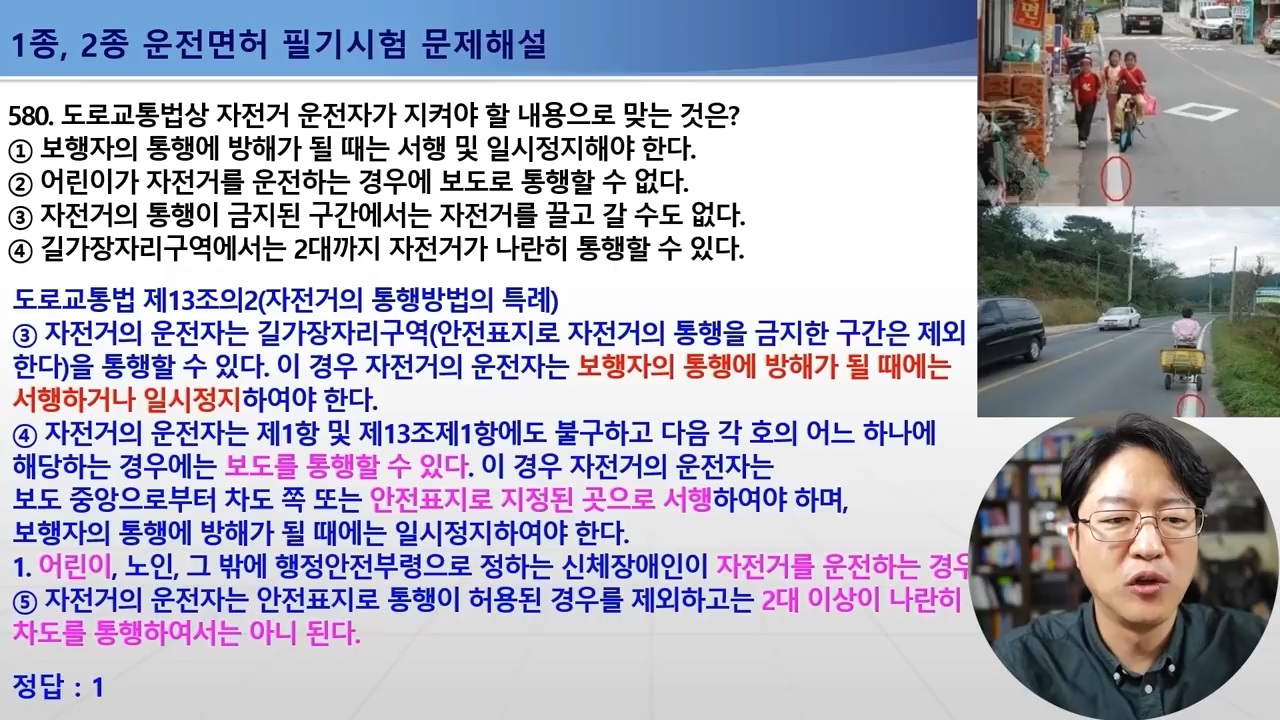 1종, 2종 운전면허 필기시험 문제해설
580. 도로교통법상 자전거 운전자가 지켜야 할 내용으로 맞는 것은?
① 보행자의 통행에 방해가 될 때는 서행 및 일시정지해야 한다.
② 어린이가 자전거를 운전하는 경우에 보도로 통행할 수 없다.
③ 자전거의 통행이 금지된 구간에서는 자전거를 끌고 갈 수도 없다.
④ 길가장자리구역에서는 2대까지 자전거가 나란히 통행할 수 있다.
도로교통법 제13조의2(자전거의 통행방법의 특례)
③ 자전거의 운전자는 길가장자리구역(안전표지로 자전거의 통행을 금지한 구간은 제외
한다)을 통행할 수 있다. 이 경우 자전거의 운전자는 보행자의 통행에 방해가 될 때에는
서행하거나 일시정지하여야 한다.
④ 자전거의 운전자는 제1항 및 제13조제1항에도 불구하고 다음 각 호의 어느 하나에
해당하는 경우에는 보도를 통행할 수 있다. 이 경우 자전거의 운전자는
보도 중앙으로부터 차도 쪽 또는 안전표지로 지정된 곳으로 서행하여야 하며,
보행자의 통행에 방해가 될 때에는 일시정지하여야 한다.
1. 어린이, 노인, 그 밖에 행정안전부령으로 정하는 신체장애인이 자전거를 운전하는 경우
⑤ 자전거의 운전자는 안전표지로 통행이 허용된 경우를 제외하고는 2대 이상이 나란히
차도를 통행하여서는 아니 된다.
정답 : 1